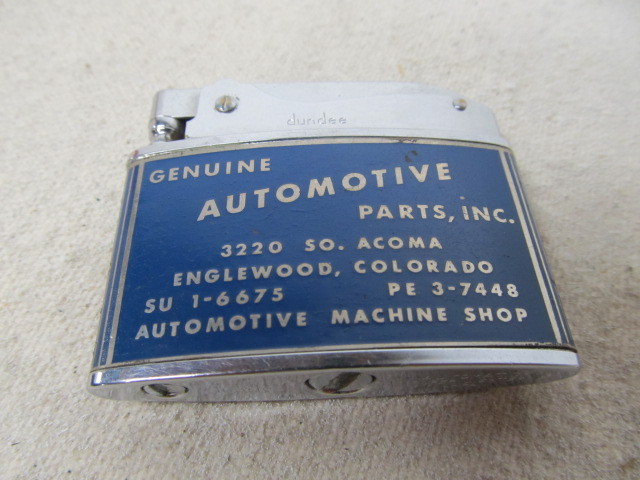 dundee
GENUINE
AUTOMOTIVE
PARTS, INC.
3220 SO. ACOMA
ENGLEWOOD, COLORADO
SU 1-6675 PE 3-7448
AUTOMOTIVE MACHINE SHOP